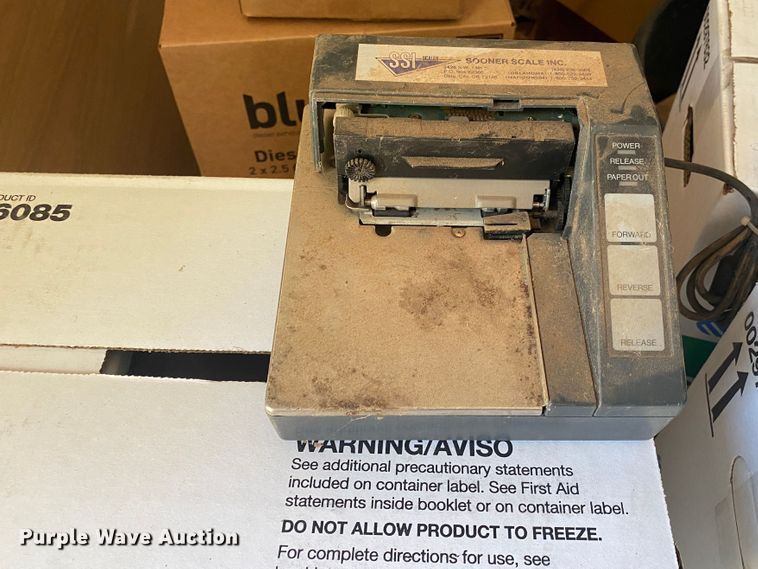 blu
Dies
2 x 2.5
DUCT ID
6085
SSI
SOONER SCALE INC.
POWER
RELEASE
PAPER OUT
FORWARD
REVERSE
RELEASE
WARNING/AVISO
See additional precautionary statements
included on container label. See First Aid
statements inside booklet or on container label.
DO NOT ALLOW PRODUCT TO FREEZE.
For complete directions for use, see
Purple Wave Auction